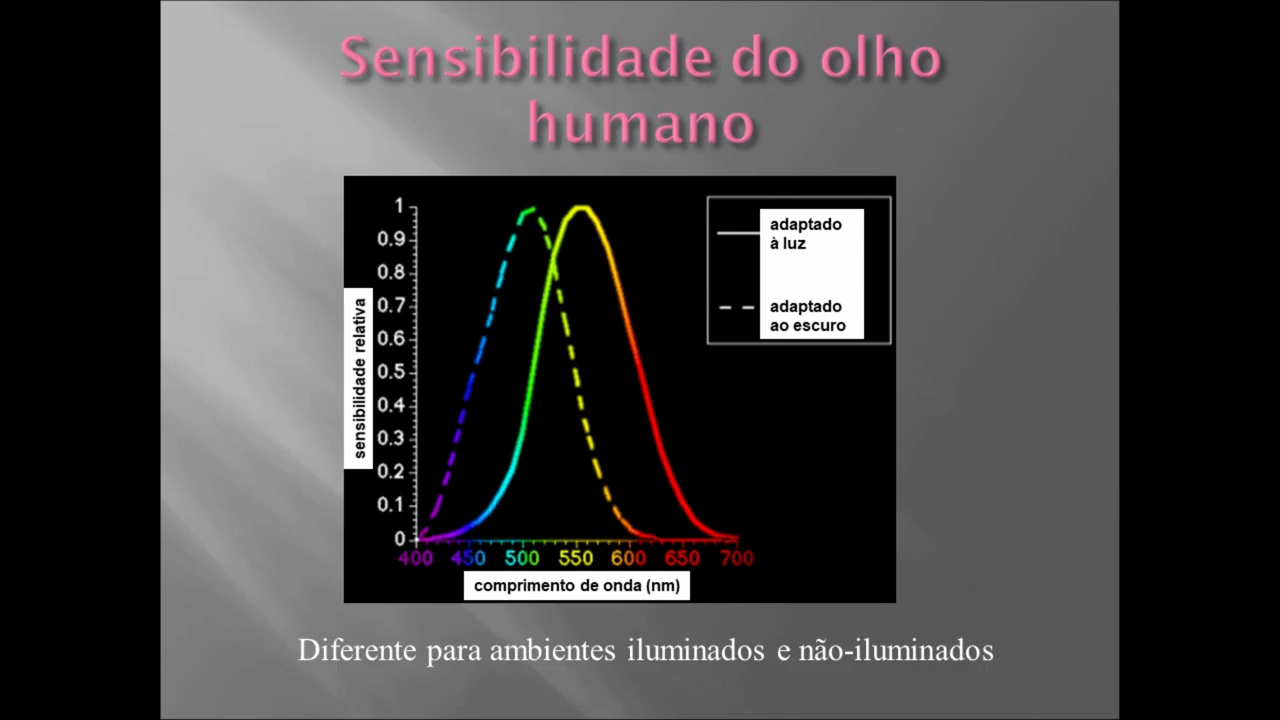 Sensibilidade do olho
humano
1
0.9
0.8
0.7
0.6
0.5
0.4
0.3
0.2
0.1
0
sensibilidade relativa
400 450 500 550 600 650 700
comprimento de onda (nm)
adaptado
à luz
adaptado
ao escuro
Diferente para ambientes iluminados e não-iluminados